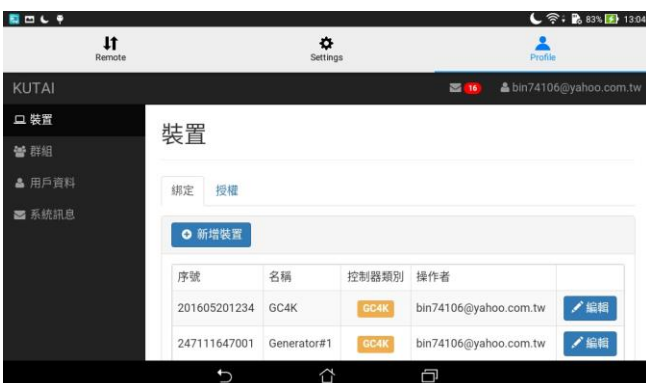 83% 13:04
Remote Settings Profile
KUTAI 16 bin74106@yahoo.com.tw
裝置
群組
用戶資料
系統訊息
裝置
綁定 授權
新增裝置
序號 名稱 控制器類別 操作者
201605201234 GC4K GC4K bin74106@yahoo.com.tw 編輯
247111647001 Generator#1 GC4K bin74106@yahoo.com.tw 編輯